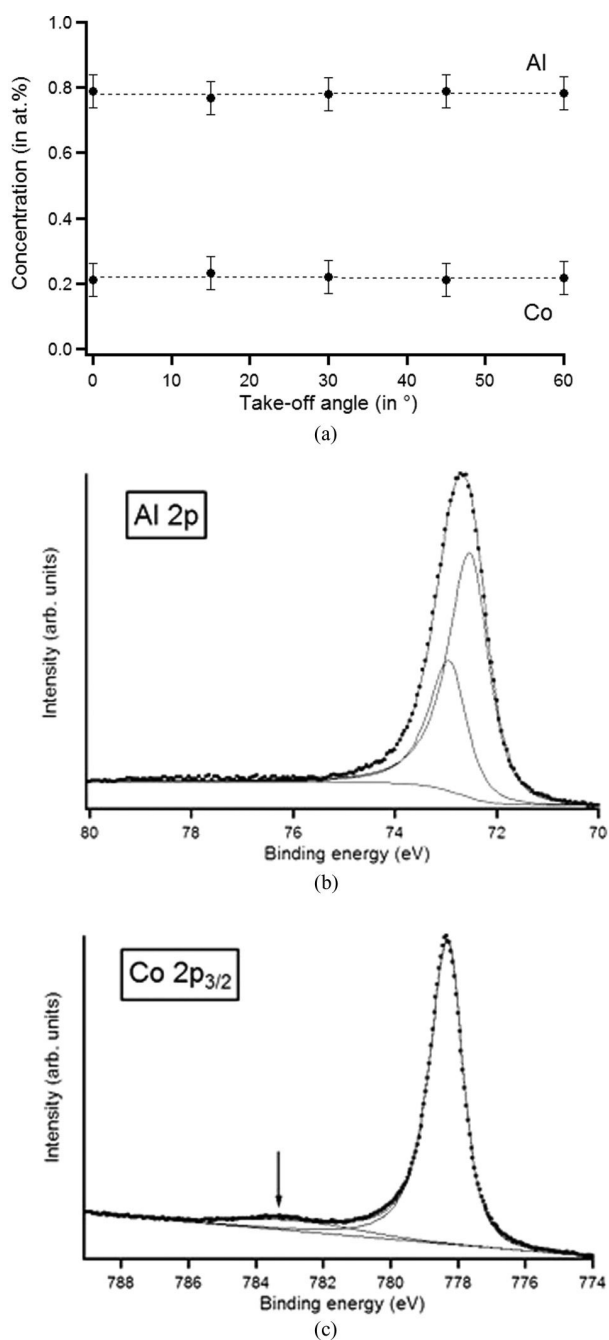 1.0
0.8
0.6
0.4
0.2
0.0
Concentration (in at.%)
Al
Co
0 10 20 30 40 50 60
Take-off angle (in °)
(a)
Al 2p
Intensity (arb. units)
80 78 76 74 72 70
Binding energy (eV)
(b)
Co 2p3/2
Intensity (arb. units)
788 786 784 782 780 778 776 774
Binding energy (eV)
(c)